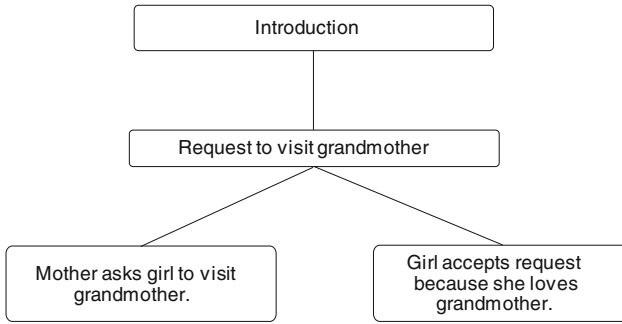 Introduction
Request to visit grandmother
Mother asks girl to visit
grandmother.
Girl accepts request
because she loves
grandmother.